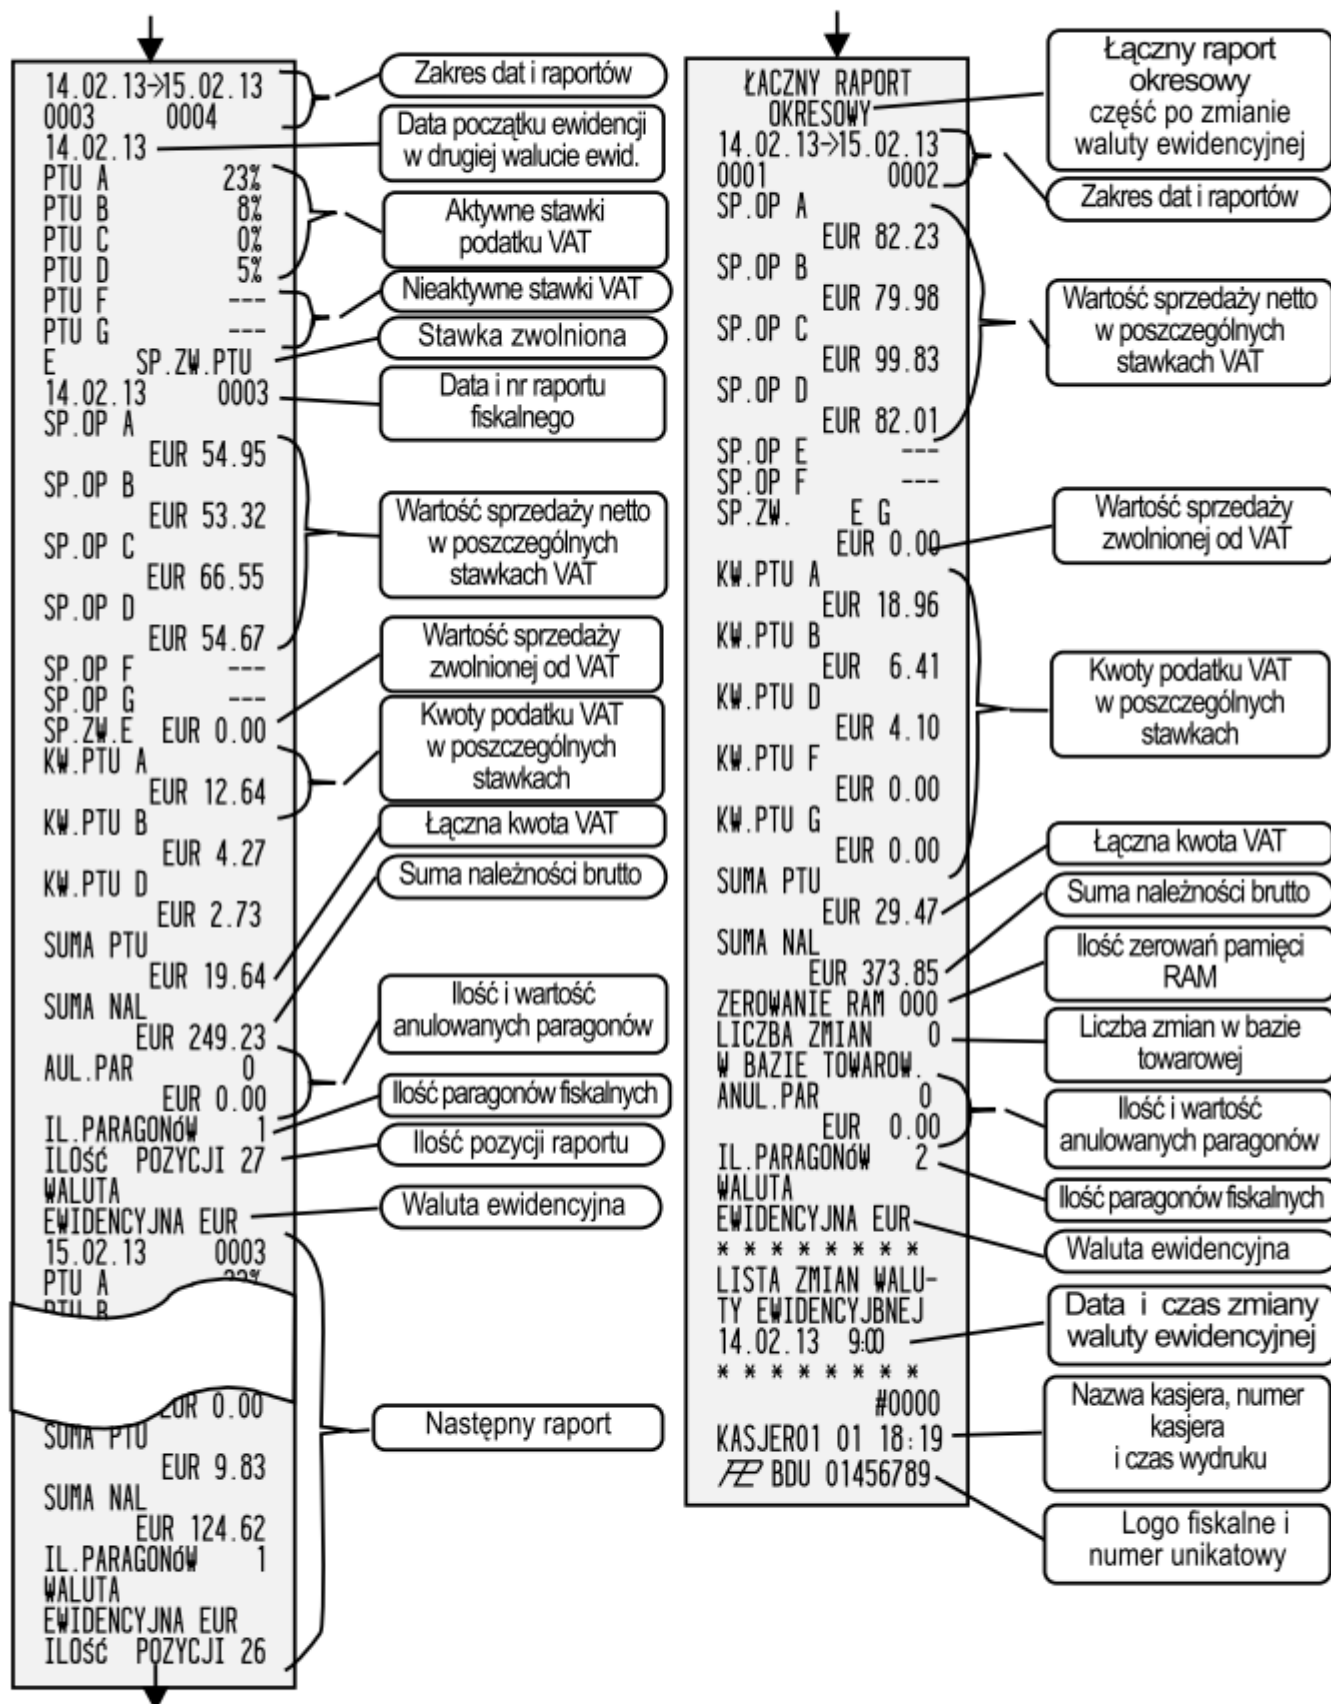 14.02.13->15.02.13
0003 0004
14.02.13
PTU A 23%
PTU B 8%
PTU C 0%
PTU D 5%
PTU F ---
PTU G ---
E SP.ZW.PTU
14.02.13 0003
SP.OP A
EUR 54.95
SP.OP B
EUR 53.32
SP.OP C
EUR 66.55
SP.OP D
EUR 54.67
SP.OP F ---
SP.OP G ---
SP.ZW.E EUR 0.00
KW.PTU A
EUR 12.64
KW.PTU B
EUR 4.27
KW.PTU D
EUR 2.73
SUMA PTU
EUR 19.64
SUMA NAL
EUR 249.23
AUL.PAR 0
EUR 0.00
IL.PARAGONóW 1
ILOść POZYCJI 27
WALUTA
EWIDENCYJNA EUR
15.02.13 0003
PTU A 23%
PTU B
EUR 0.00
SUMA PTU
EUR 9.83
SUMA NAL
EUR 124.62
IL.PARAGONóW 1
WALUTA
EWIDENCYJNA EUR
ILOść POZYCJI 26
Zakres dat i raportów
Data początku ewidencji
w drugiej walucie ewid.
Aktywne stawki
podatku VAT
Nieaktywne stawki VAT
Stawka zwolniona
Data i nr raportu
fiskalnego
Wartość sprzedaży netto
w poszczególnych
stawkach VAT
Wartość sprzedaży
zwolnionej od VAT
Kwoty podatku VAT
w poszczególnych
stawkach
Łączna kwota VAT
Suma należności brutto
Ilość i wartość
anulowanych paragonów
Ilość paragonów fiskalnych
Ilość pozycji raportu
Waluta ewidencyjna
Następny raport
ŁACZNY RAPORT
OKRESOWY
14.02.13->15.02.13
0001 0002
SP.OP A
EUR 82.23
SP.OP B
EUR 79.98
SP.OP C
EUR 99.83
SP.OP D
EUR 82.01
SP.OP E ---
SP.OP F ---
SP.ZW. E G
EUR 0.00
KW.PTU A
EUR 18.96
KW.PTU B
EUR 6.41
KW.PTU D
EUR 4.10
KW.PTU F
EUR 0.00
KW.PTU G
EUR 0.00
SUMA PTU
EUR 29.47
SUMA NAL
EUR 373.85
ZEROWANIE RAM 000
LICZBA ZMIAN 0
W BAZIE TOWAROW.
ANUL.PAR 0
EUR 0.00
IL.PARAGONóW 2
WALUTA
EWIDENCYJNA EUR
* * * * * * * *
LISTA ZMIAN WALU-
TY EWIDENCYJBNEJ
14.02.13 9:00
* * * * * * * *
#0000
KASJER01 01 18:19
BDU 01456789
Łączny raport
okresowy
część po zmianie
waluty ewidencyjnej
Zakres dat i raportów
Wartość sprzedaży netto
w poszczególnych
stawkach VAT
Wartość sprzedaży
zwolnionej od VAT
Kwoty podatku VAT
w poszczególnych
stawkach
Łączna kwota VAT
Suma należności brutto
Ilość zerowań pamięci
RAM
Liczba zmian w bazie
towarowej
Ilość i wartość
anulowanych paragonów
Ilość paragonów fiskalnych
Waluta ewidencyjna
Data i czas zmiany
waluty ewidencyjnej
Nazwa kasjera, numer
kasjera
i czas wydruku
Logo fiskalne i
numer unikatowy